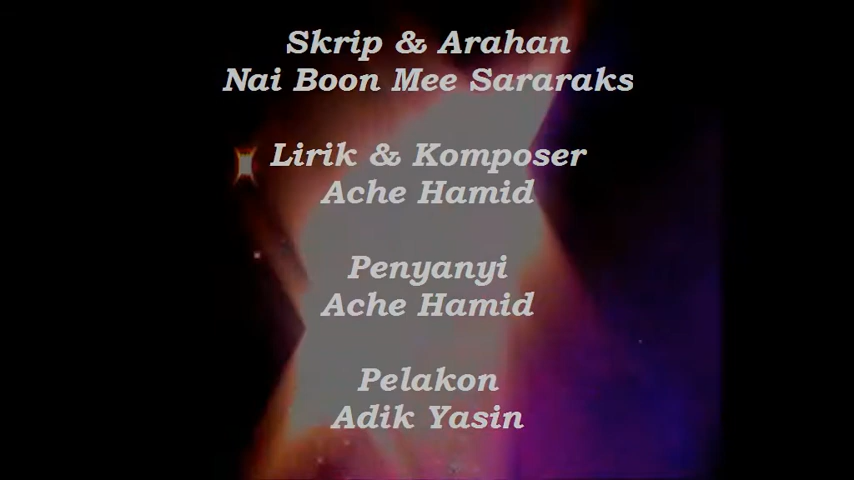 Skrip & Arahan
Nai Boon Mee Sararaks
Lirik & Komposer
Ache Hamid
Penyanyi
Ache Hamid
Pelakon
Adik Yasin